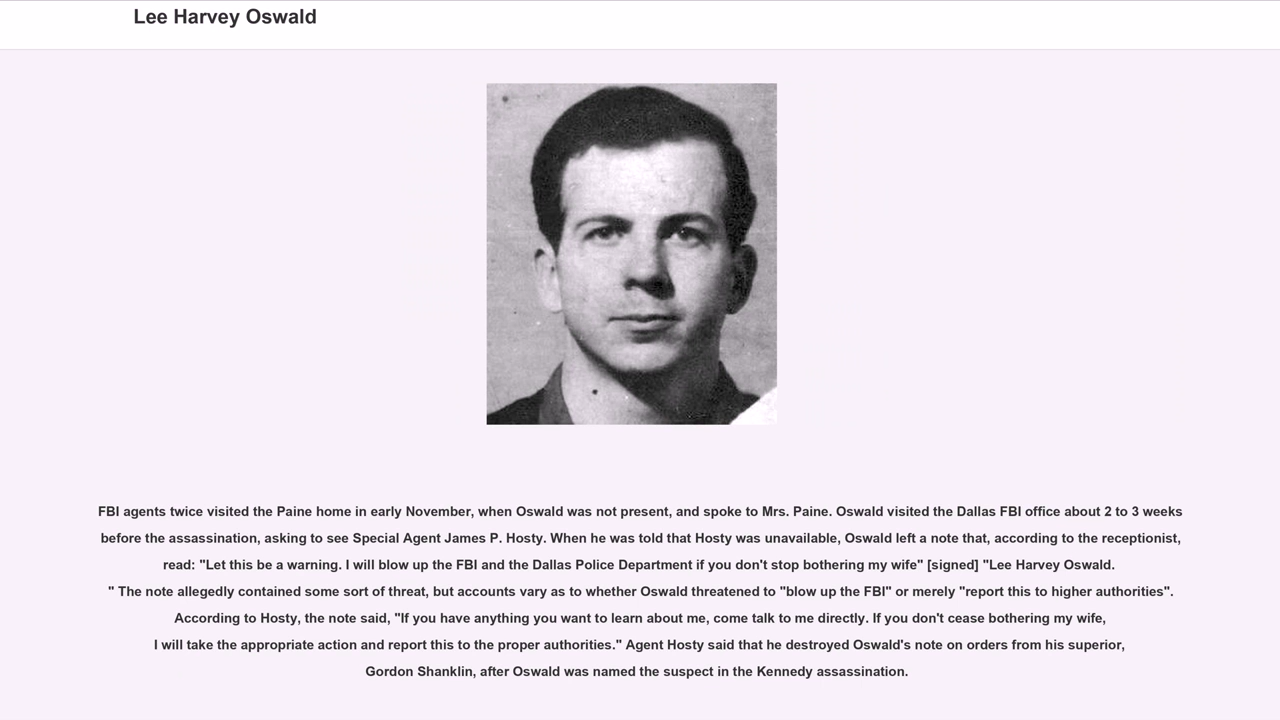 Lee Harvey Oswald
FBI agents twice visited the Paine home in early November, when Oswald was not present, and spoke to Mrs. Paine. Oswald visited the Dallas FBI office about 2 to 3 weeks
before the assassination, asking to see Special Agent James P. Hosty. When he was told that Hosty was unavailable, Oswald left a note that, according to the receptionist,
read: "Let this be a warning. I will blow up the FBI and the Dallas Police Department if you don't stop bothering my wife" [signed] "Lee Harvey Oswald.
" The note allegedly contained some sort of threat, but accounts vary as to whether Oswald threatened to "blow up the FBI" or merely "report this to higher authorities".
According to Hosty, the note said, "If you have anything you want to learn about me, come talk to me directly. If you don't cease bothering my wife,
I will take the appropriate action and report this to the proper authorities." Agent Hosty said that he destroyed Oswald's note on orders from his superior,
Gordon Shanklin, after Oswald was named the suspect in the Kennedy assassination.